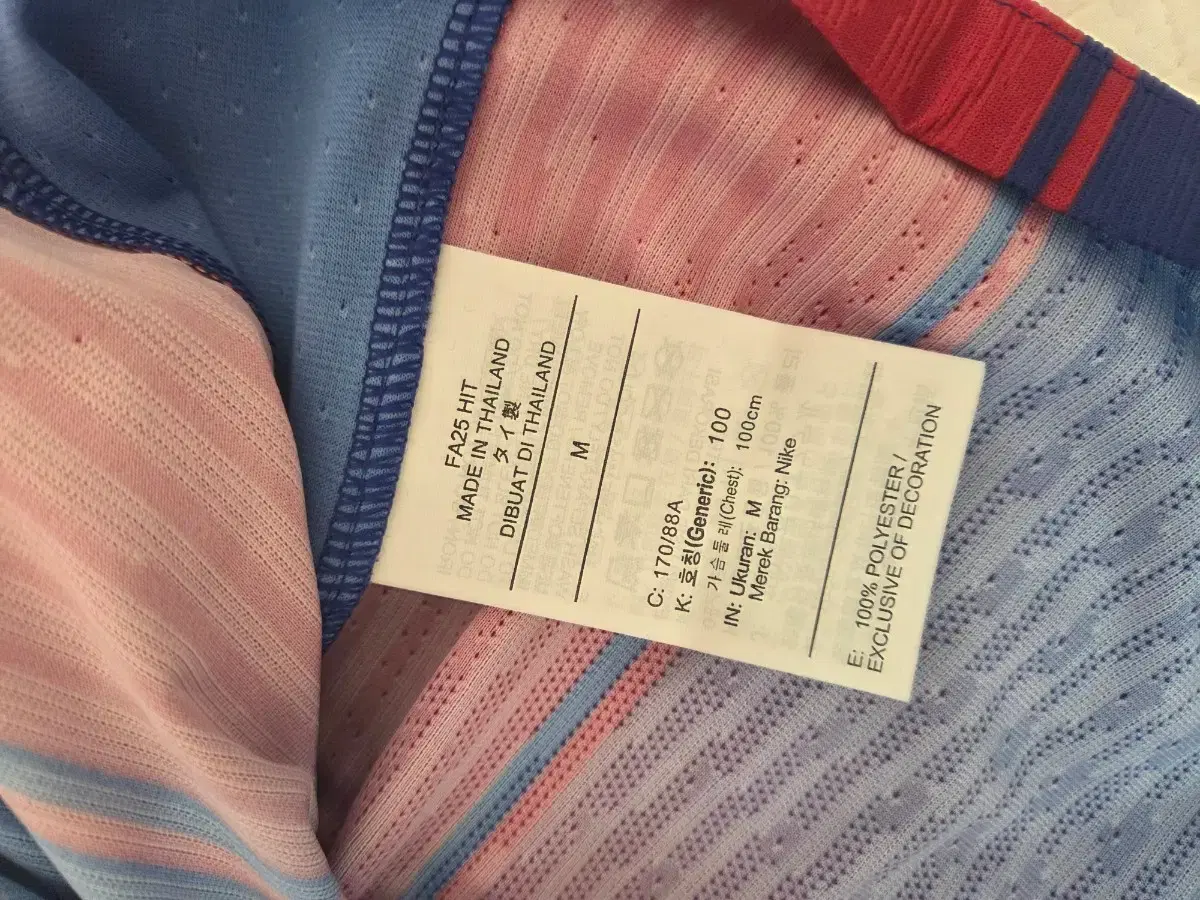 FA25 HIT
MADE IN THAILAND
タイ製
DIBUAT DI THAILAND
M
C: 170/88A
K: 호칭(Generic): 100
가슴둘레(Chest): 100cm
IN: Ukuran: M
Merek Barang: Nike
E: 100% POLYESTER /
EXCLUSIVE OF DECORATION